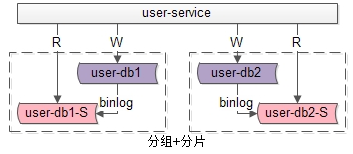 user-service
R W W R
user-db1 user-db2
binlog binlog
user-db1-S user-db2-S
分组+分片